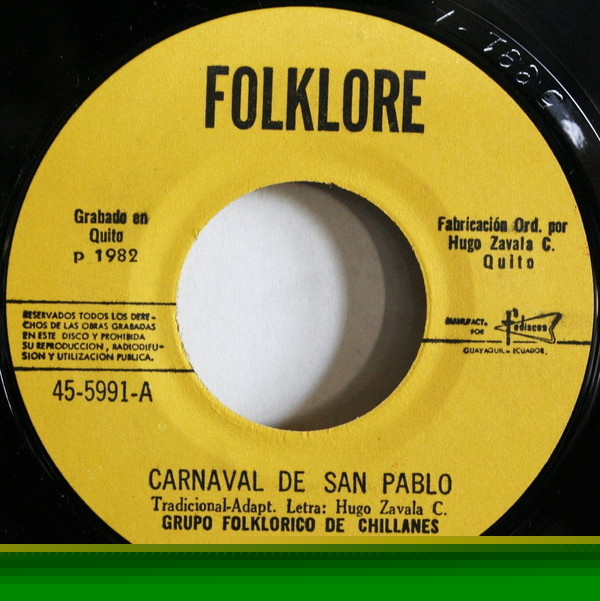 FOLKLORE
Grabado en
Quito
p 1982
Fabricación Ord. por
Hugo Zavala C.
Quito
RESERVADOS TODOS LOS DERE-
CHOS DE LAS OBRAS GRABADAS
EN ESTE DISCO Y PROHIBIDA
SU REPRODUCCION, RADIODIFU-
SION Y UTILIZACION PUBLICA.
MANUFACT.
POR
Fediscos
GUAYAQUIL - ECUADOR.
45-5991-A
CARNAVAL DE SAN PABLO
Tradicional-Adapt. Letra: Hugo Zavala C.
GRUPO FOLKLORICO DE CHILLANES